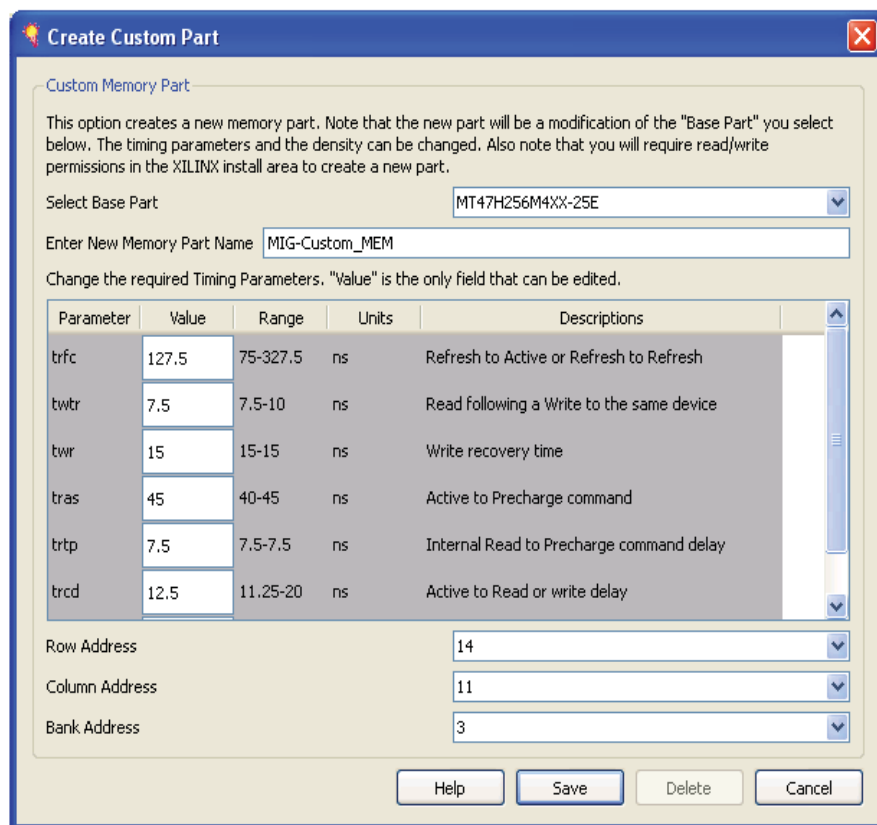 Create Custom Part
Custom Memory Part
This option creates a new memory part. Note that the new part will be a modification of the "Base Part" you select
below. The timing parameters and the density can be changed. Also note that you will require read/write
permissions in the XILINX install area to create a new part.
Select Base Part MT47H256M4XX-25E
Enter New Memory Part Name MIG-Custom_MEM
Change the required Timing Parameters. "Value" is the only field that can be edited.
Parameter Value Range Units Descriptions
trfc 127.5 75-327.5 ns Refresh to Active or Refresh to Refresh
twtr 7.5 7.5-10 ns Read following a Write to the same device
twr 15 15-15 ns Write recovery time
tras 45 40-45 ns Active to Precharge command
trtp 7.5 7.5-7.5 ns Internal Read to Precharge command delay
trcd 12.5 11.25-20 ns Active to Read or write delay
Row Address 14
Column Address 11
Bank Address 3
Help Save Delete Cancel